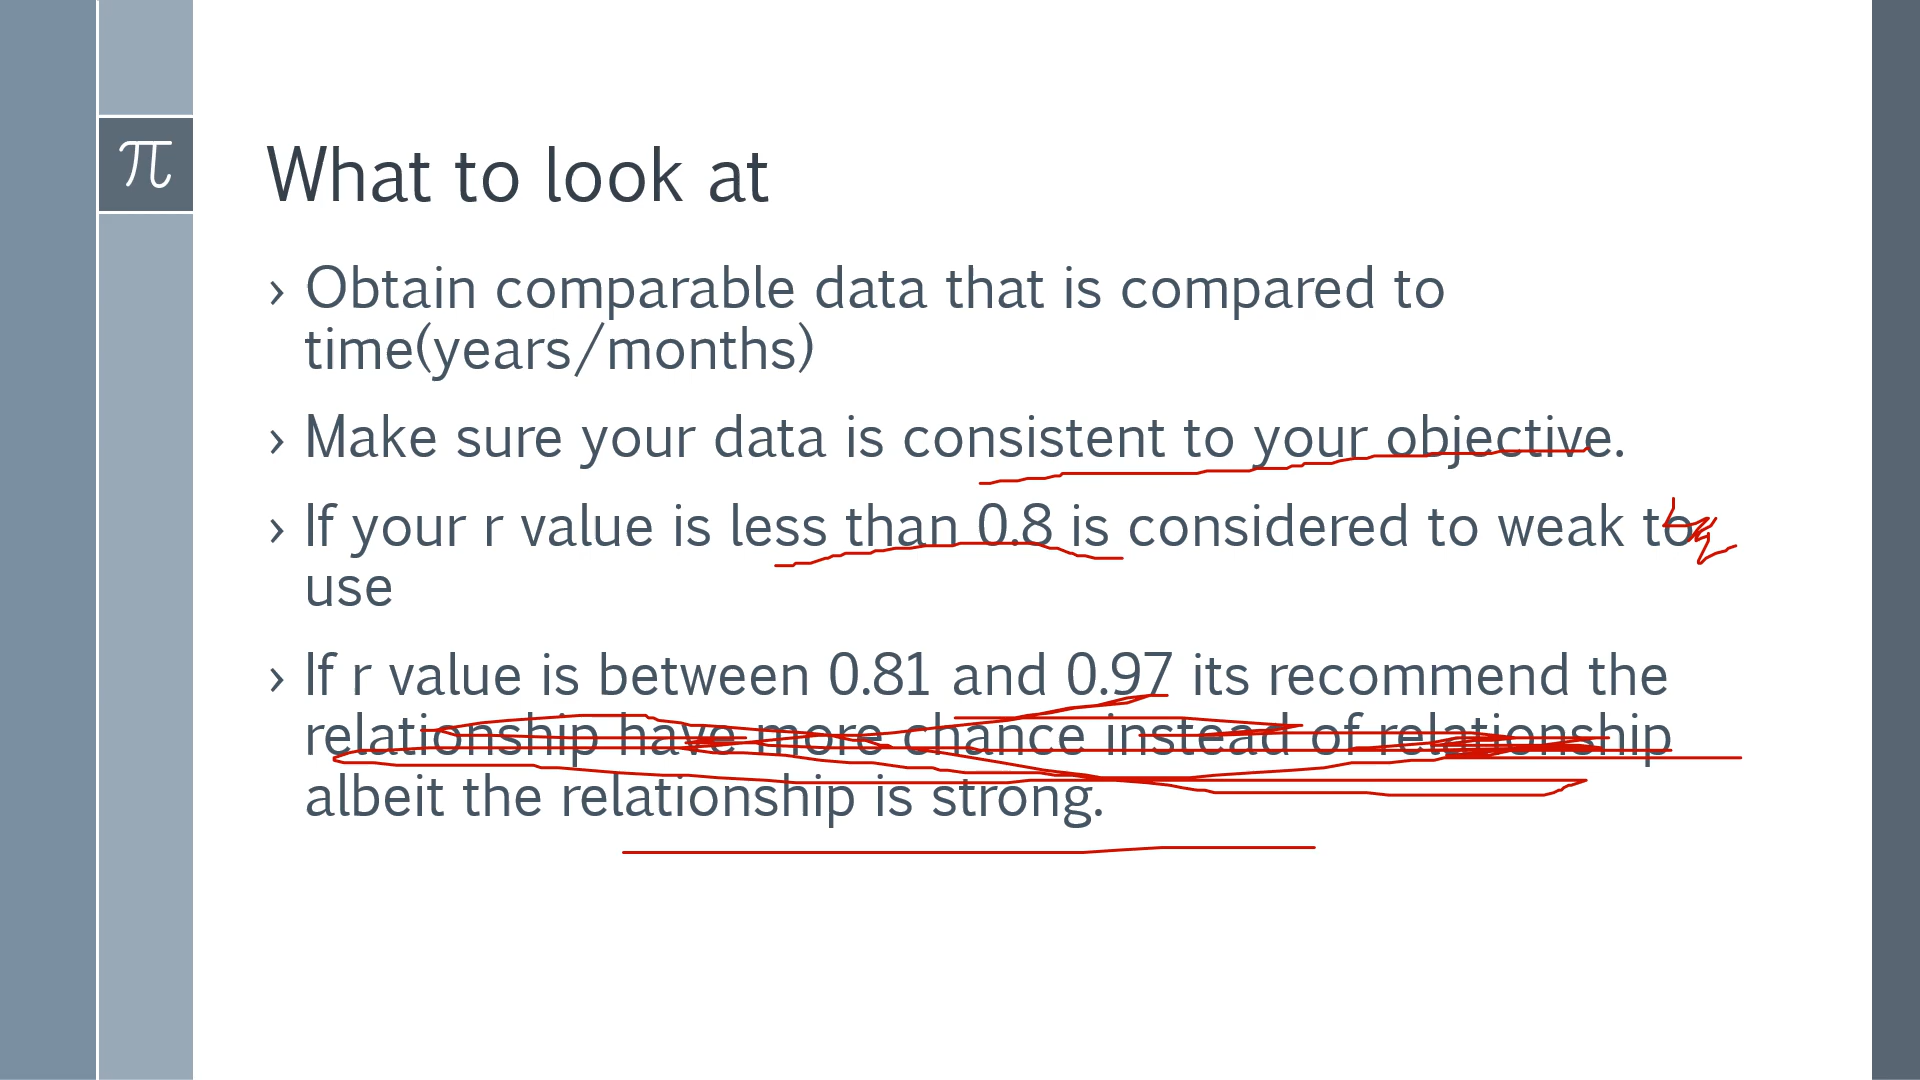 π
What to look at
› Obtain comparable data that is compared to
time(years/months)
› Make sure your data is consistent to your objective.
› If your r value is less than 0.8 is considered to weak to
use
› If r value is between 0.81 and 0.97 its recommend the
relationship have more chance instead of relationship
albeit the relationship is strong.